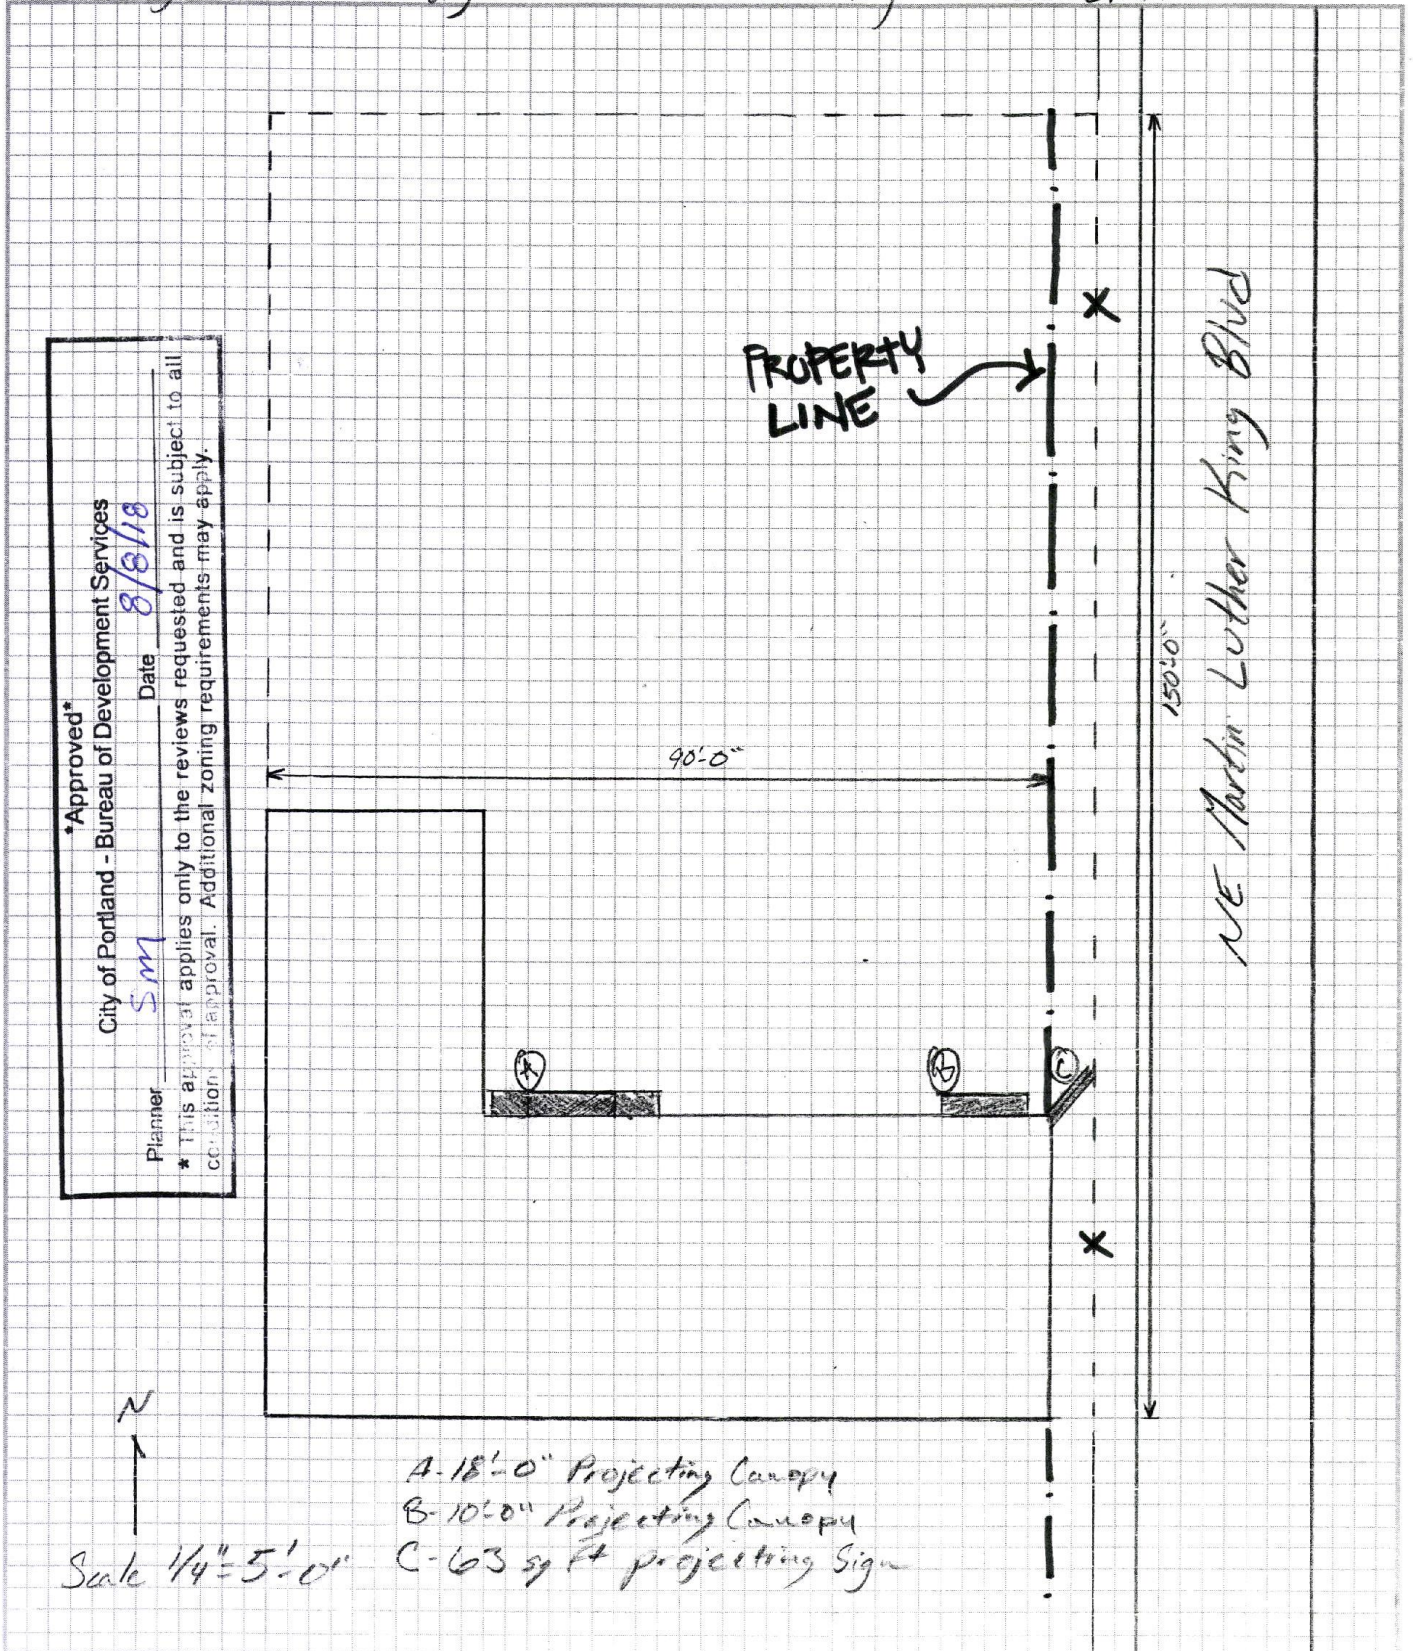 PROPERTY
LINE
X
NE Martin Luther King Blvd
150'-0"
*Approved*
City of Portland - Bureau of Development Services
Planner Sm Date 8/8/18
* This approval applies only to the reviews requested and is subject to all
condition of approval. Additional zoning requirements may apply.
90'-0"
A
B
C
X
N
A-18'-0" Projecting Canopy
B-10'-0" Projecting Canopy
Scale 1/4"=5'-0" C-63 sq ft projecting Sign